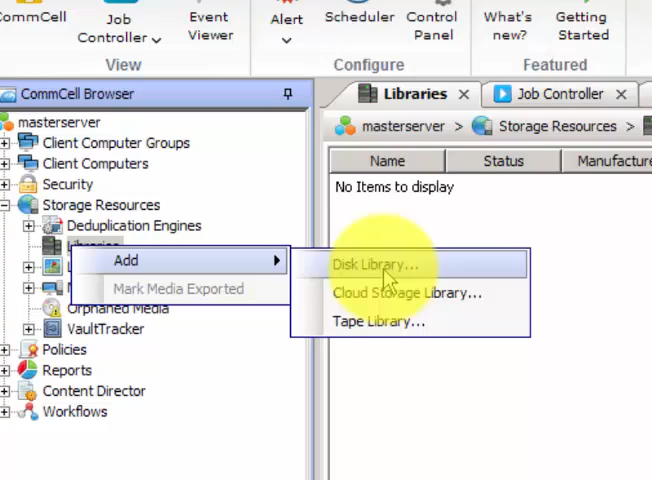 CommCell
Job
Controller
Event
Viewer
Alert
Scheduler
Control
Panel
What's
new?
Getting
Started
View
Configure
Featured
CommCell Browser
Libraries
Job Controller
masterserver
masterserver > Storage Resources >
Client Computer Groups
Name
Status
Client Computers
No Items to display
Security
Storage Resources
Deduplication Engines
Libraries
Add
Disk Library...
Mark Media Exported
Cloud Storage Library...
Orphaned Media
Tape Library...
VaultTracker
Policies
Reports
Content Director
Workflows